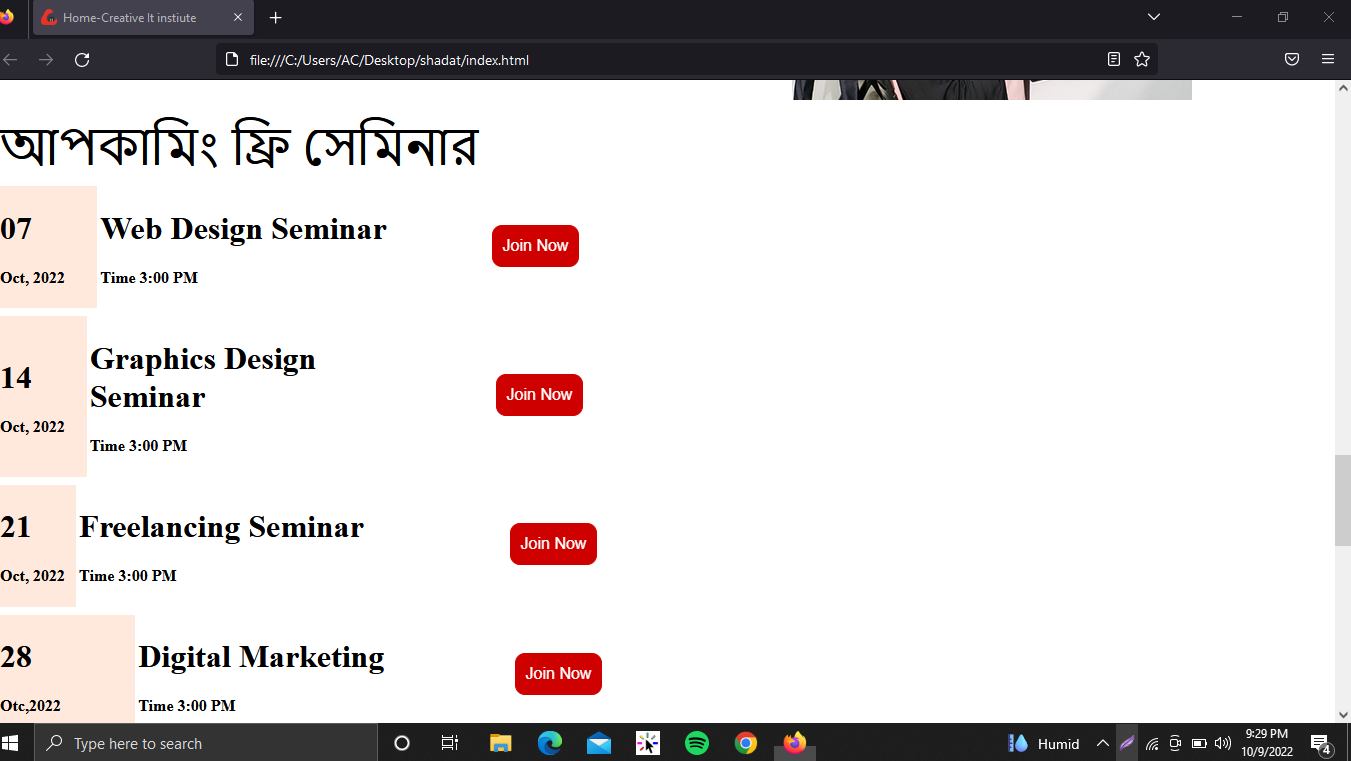 Home-Creative It instiute
file:///C:/Users/AC/Desktop/shadat/index.html
আপকামিং ফ্রি সেমিনার
07
Oct, 2022
Web Design Seminar
Time 3:00 PM
Join Now
14
Oct, 2022
Graphics Design
Seminar
Time 3:00 PM
Join Now
21
Oct, 2022
Freelancing Seminar
Time 3:00 PM
Join Now
28
Otc,2022
Digital Marketing
Time 3:00 PM
Join Now
Type here to search
Humid
9:29 PM
10/9/2022
4